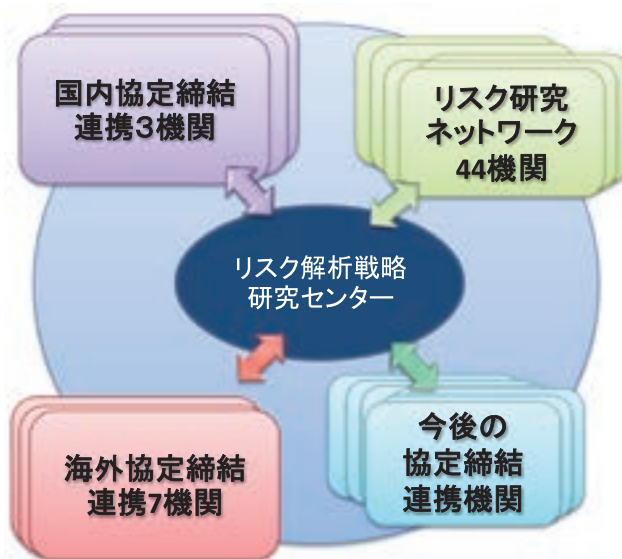 国内協定締結
連携3機関
リスク研究
ネットワーク
44機関
リスク解析戦略
研究センター
海外協定締結
連携7機関
今後の
協定締結
連携機関